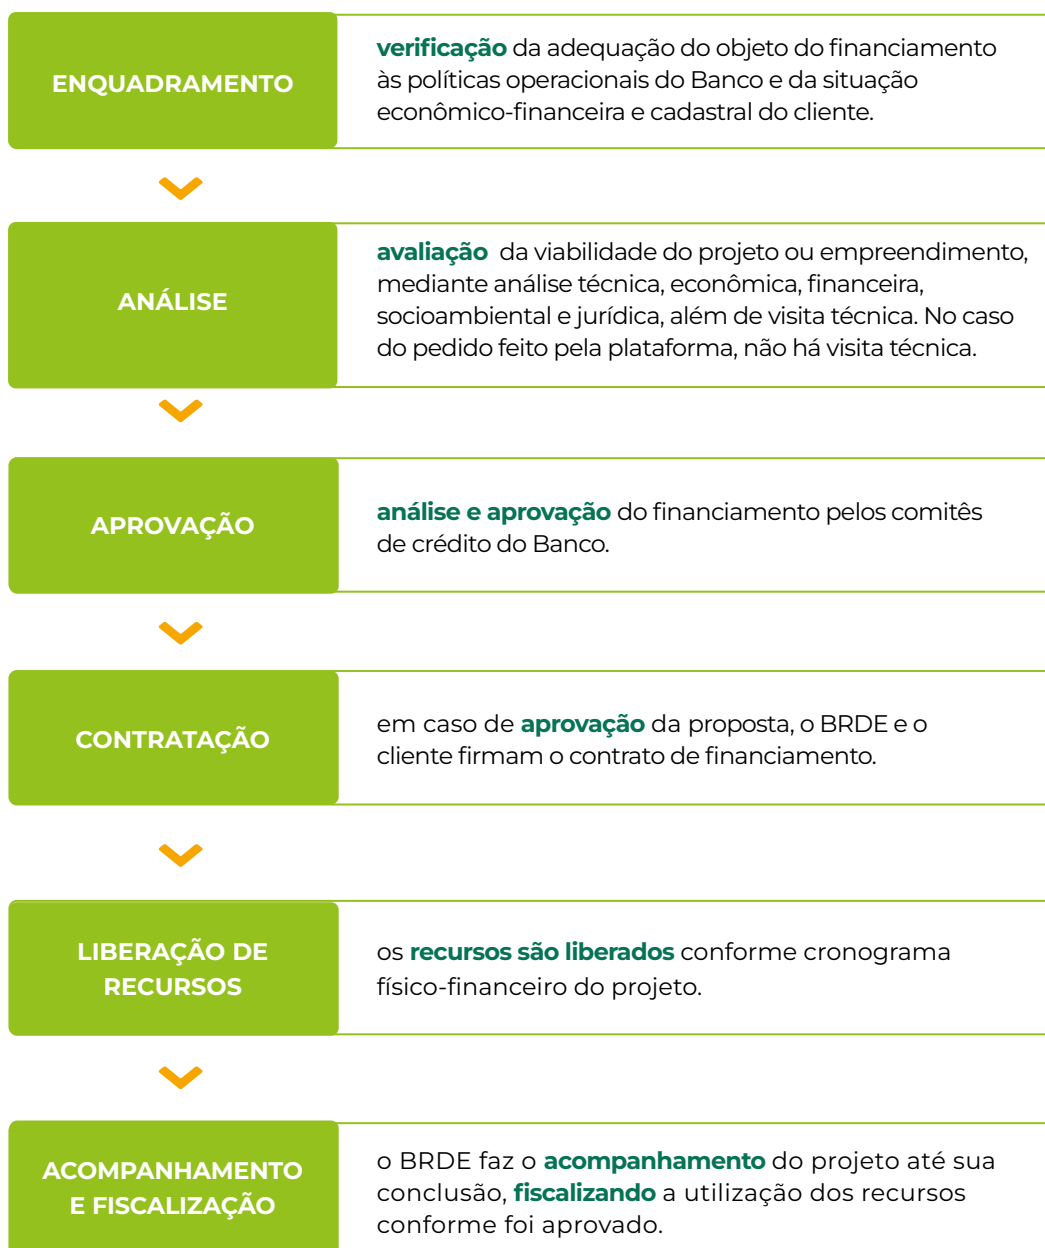 ENQUADRAMENTO
verificação da adequação do objeto do financiamento
às políticas operacionais do Banco e da situação
econômico-financeira e cadastral do cliente.
ANÁLISE
avaliação da viabilidade do projeto ou empreendimento,
mediante análise técnica, econômica, financeira,
socioambiental e jurídica, além de visita técnica. No caso
do pedido feito pela plataforma, não há visita técnica.
APROVAÇÃO
análise e aprovação do financiamento pelos comitês
de crédito do Banco.
CONTRATAÇÃO
em caso de aprovação da proposta, o BRDE e o
cliente firmam o contrato de financiamento.
LIBERAÇÃO DE
RECURSOS
os recursos são liberados conforme cronograma
físico-financeiro do projeto.
ACOMPANHAMENTO
E FISCALIZAÇÃO
o BRDE faz o acompanhamento do projeto até sua
conclusão, fiscalizando a utilização dos recursos
conforme foi aprovado.